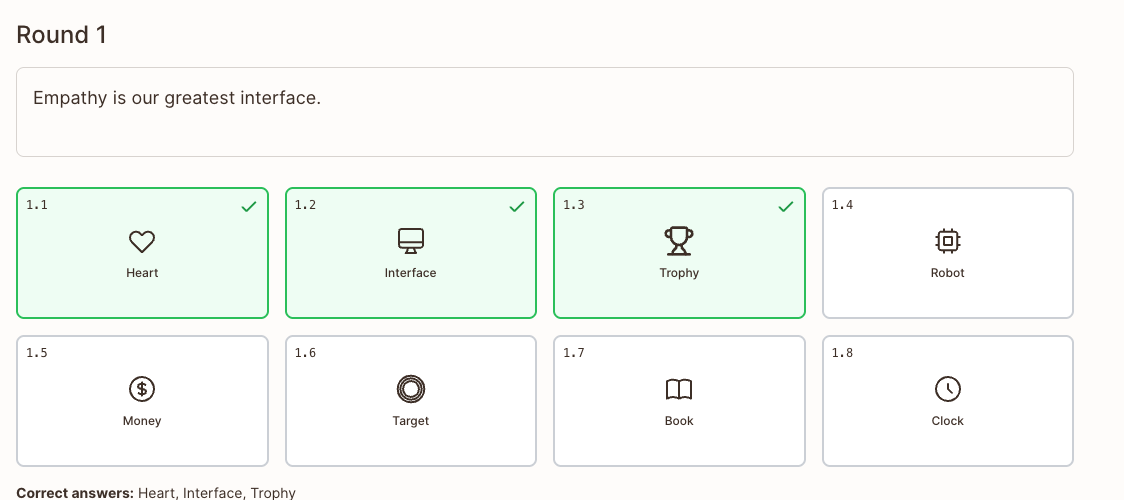 Round 1
Empathy is our greatest interface.
1.1
Heart
1.2
Interface
1.3
Trophy
1.4
Robot
1.5
$
Money
1.6
Target
1.7
Book
1.8
Clock
Correct answers: Heart, Interface, Trophy